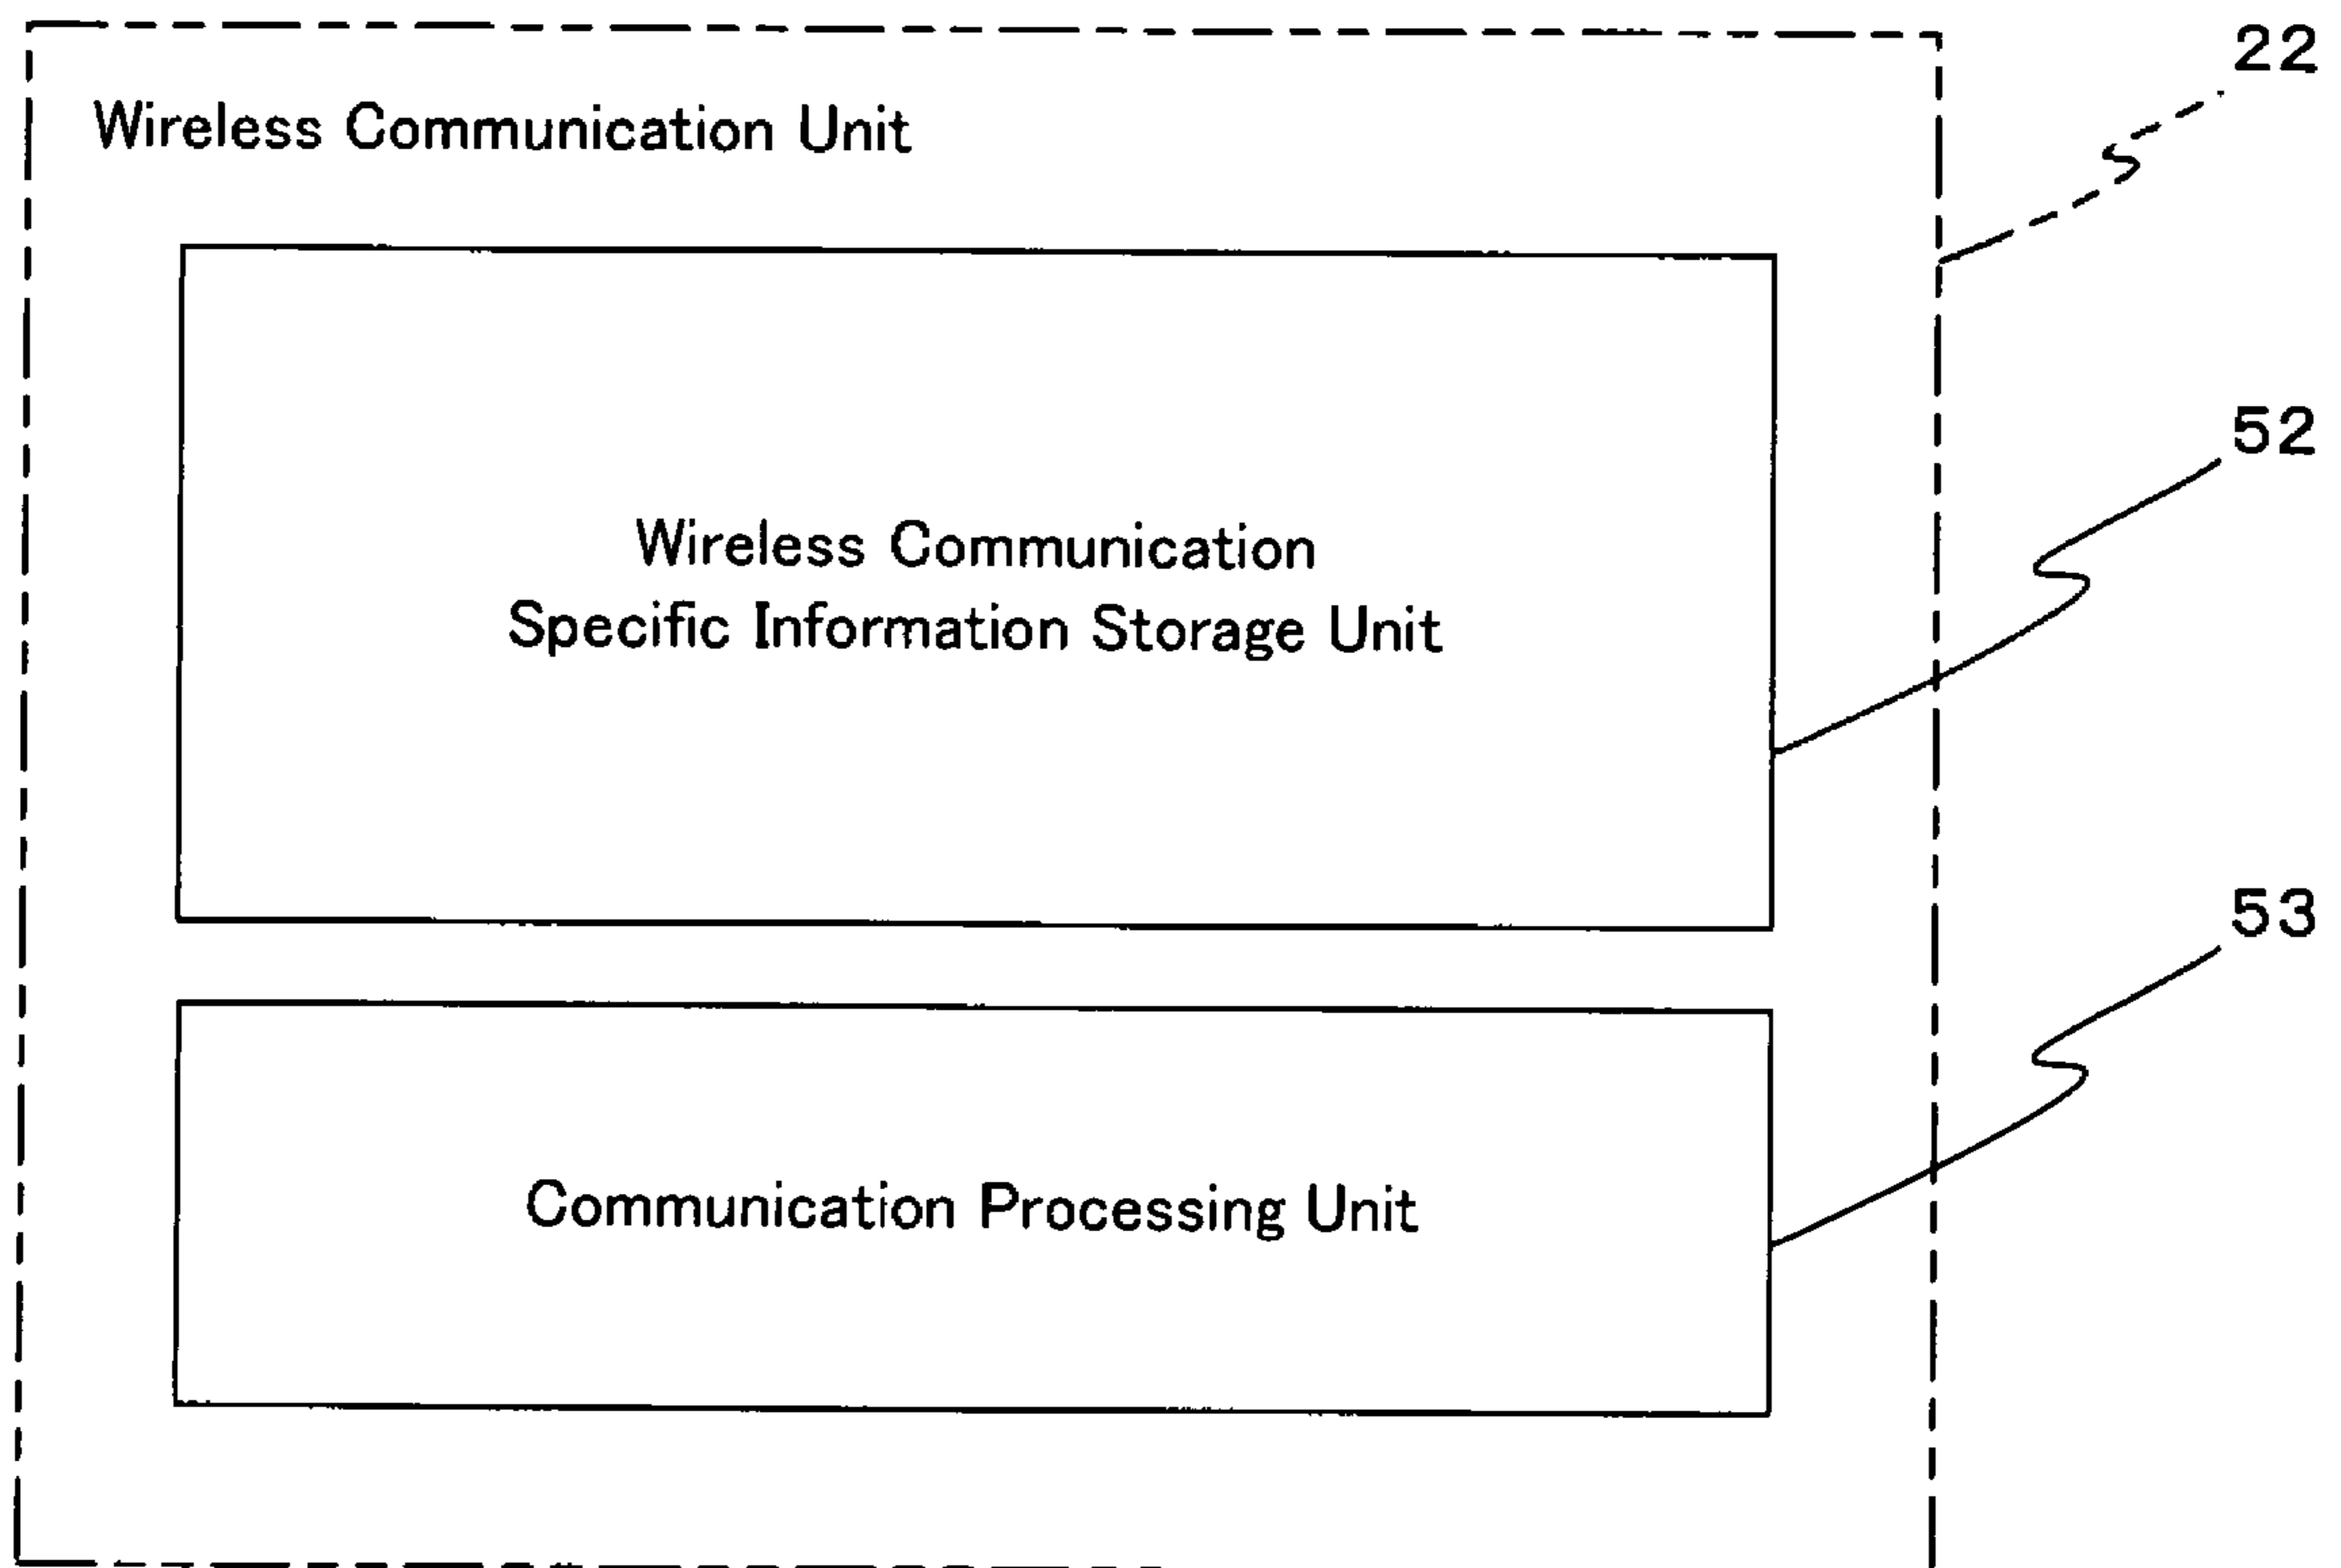 22
Wireless Communication Unit
52
Wireless Communication
Specific Information Storage Unit
53
Communication Processing Unit